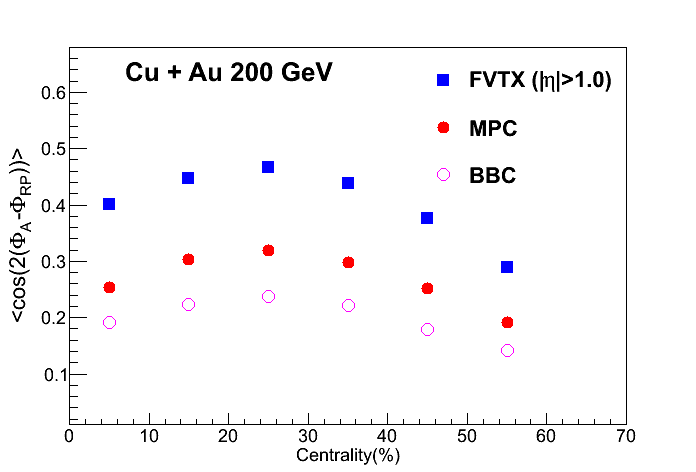 Cu + Au 200 GeV
FVTX (|η|>1.0)
MPC
BBC
<cos(2(Φ_A-Φ_RP))>
0.6
0.5
0.4
0.3
0.2
0.1
0 10 20 30 40 50 60 70
Centrality(%)